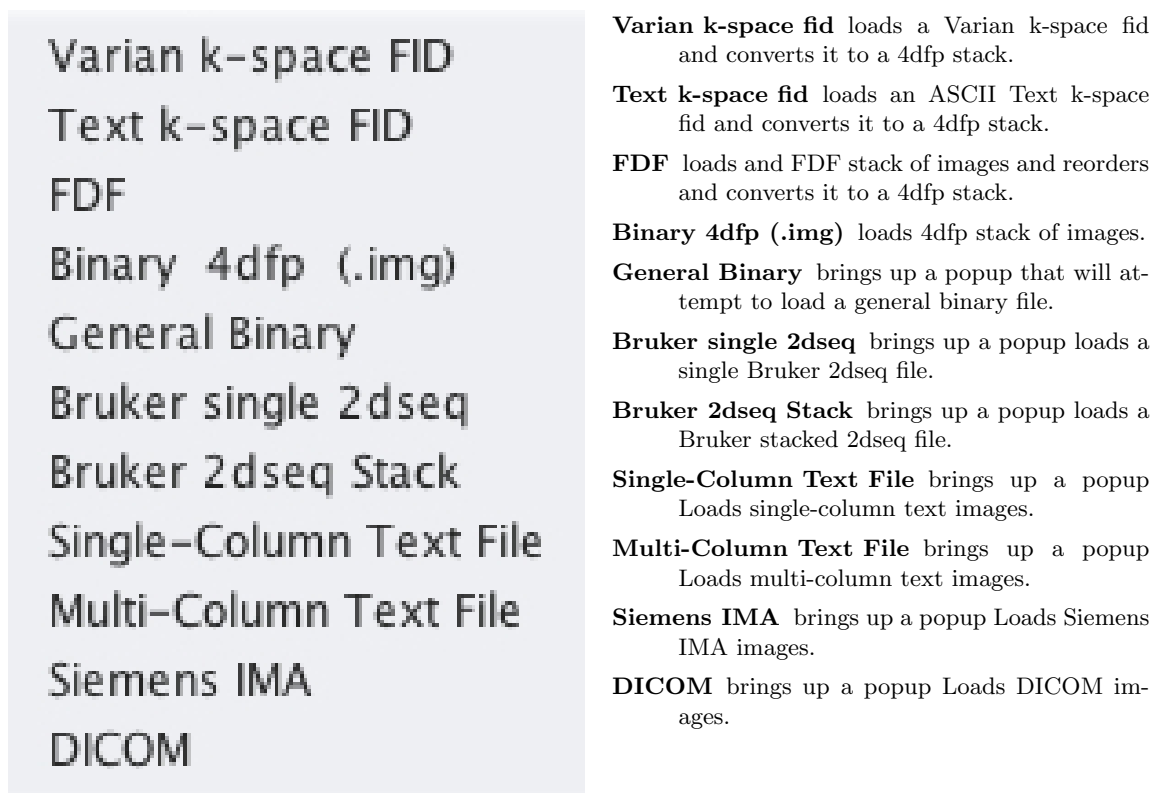 Varian k-space FID
Text k-space FID
FDF
Binary 4dfp (.img)
General Binary
Bruker single 2dseq
Bruker 2dseq Stack
Single-Column Text File
Multi-Column Text File
Siemens IMA
DICOM
Varian k-space fid loads a Varian k-space fid
and converts it to a 4dfp stack.
Text k-space fid loads an ASCII Text k-space
fid and converts it to a 4dfp stack.
FDF loads and FDF stack of images and reorders
and converts it to a 4dfp stack.
Binary 4dfp (.img) loads 4dfp stack of images.
General Binary brings up a popup that will at-
tempt to load a general binary file.
Bruker single 2dseq brings up a popup loads a
single Bruker 2dseq file.
Bruker 2dseq Stack brings up a popup loads a
Bruker stacked 2dseq file.
Single-Column Text File brings up a popup
Loads single-column text images.
Multi-Column Text File brings up a popup
Loads multi-column text images.
Siemens IMA brings up a popup Loads Siemens
IMA images.
DICOM brings up a popup Loads DICOM im-
ages.